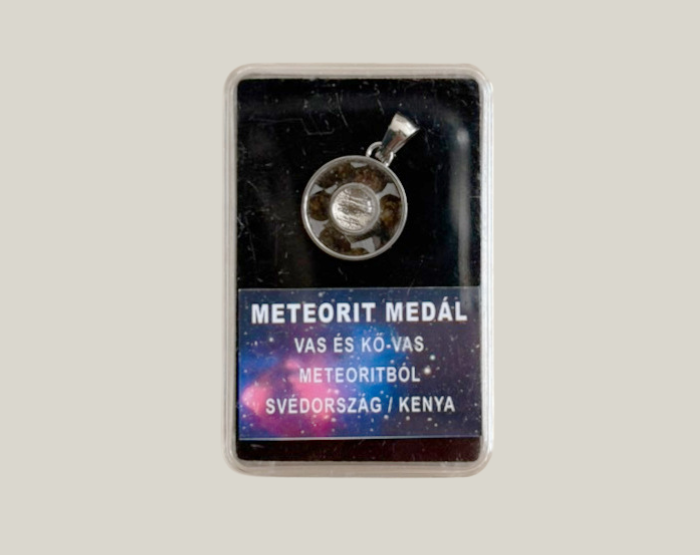 METEORIT MEDÁL
VAS ÉS KŐ-VAS
METEORITBÓL
SVÉDORSZÁG / KENYA